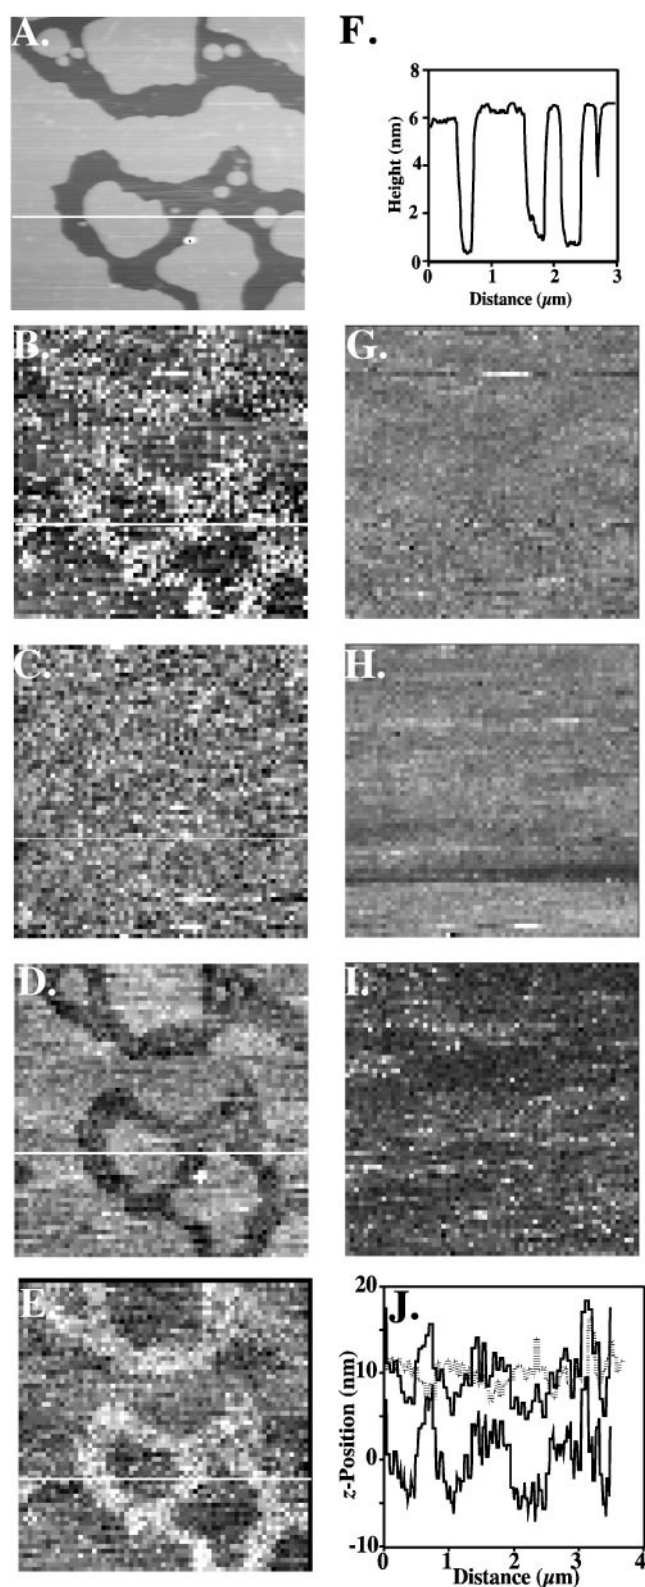 A.
F.
8
6
4
2
0
Height (nm)
0 1 2 3
Distance (µm)
B.
G.
C.
H.
D.
I.
E.
J.
20
10
0
-10
z-Position (nm)
0 1 2 3 4
Distance (µm)